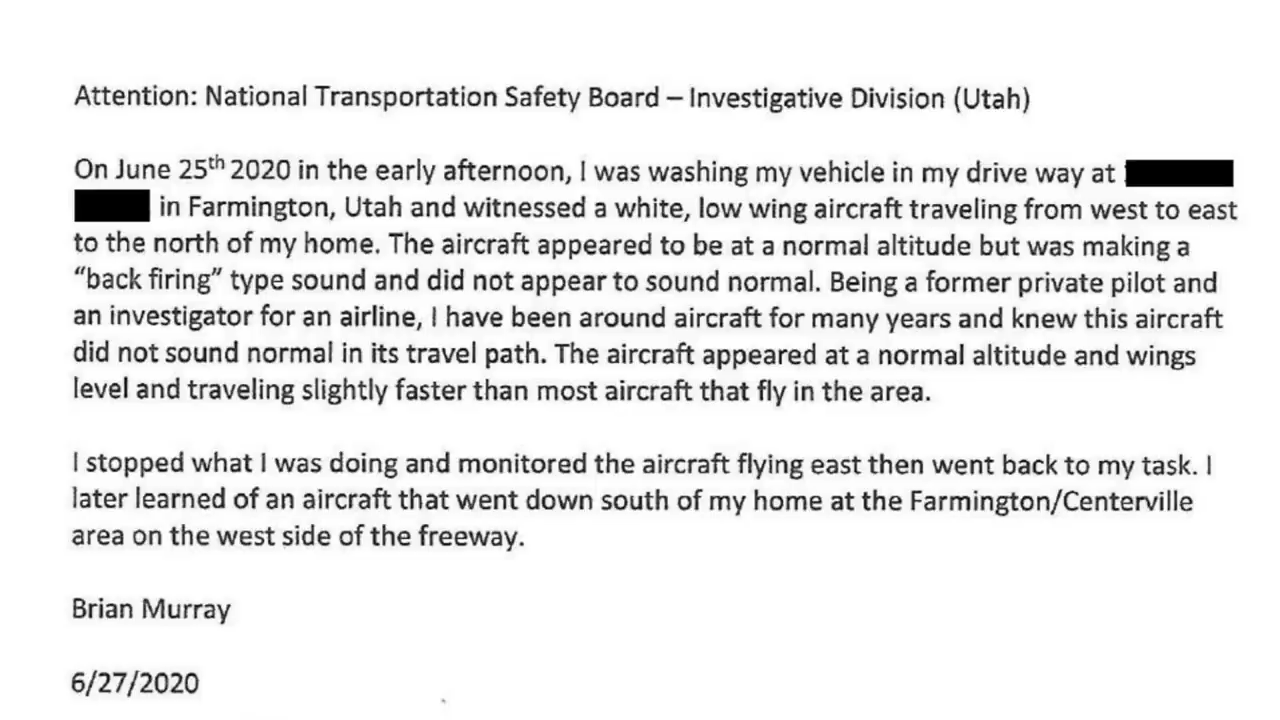 Attention: National Transportation Safety Board – Investigative Division (Utah)
On June 25th 2020 in the early afternoon, I was washing my vehicle in my drive way at
in Farmington, Utah and witnessed a white, low wing aircraft traveling from west to east
to the north of my home. The aircraft appeared to be at a normal altitude but was making a
“back firing” type sound and did not appear to sound normal. Being a former private pilot and
an investigator for an airline, I have been around aircraft for many years and knew this aircraft
did not sound normal in its travel path. The aircraft appeared at a normal altitude and wings
level and traveling slightly faster than most aircraft that fly in the area.
I stopped what I was doing and monitored the aircraft flying east then went back to my task. I
later learned of an aircraft that went down south of my home at the Farmington/Centerville
area on the west side of the freeway.
Brian Murray
6/27/2020